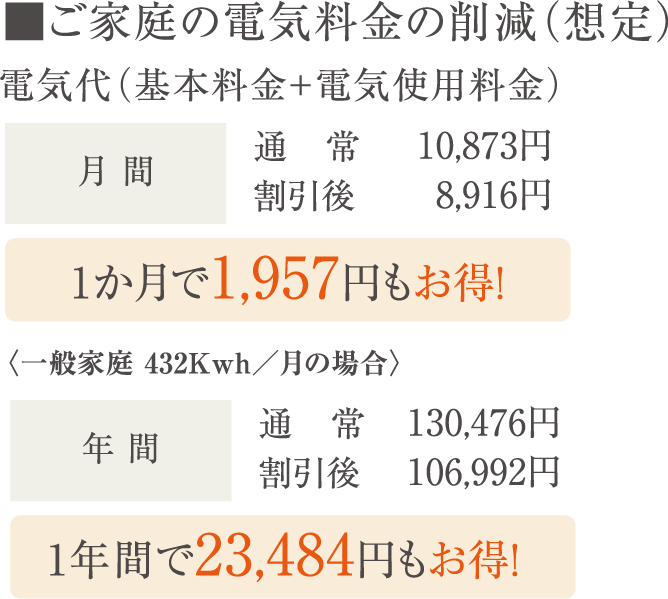 ■ご家庭の電気料金の削減（想定）
電気代（基本料金+電気使用料金）
月間
通常 10,873円
割引後 8,916円
1か月で1,957円もお得!
〈一般家庭 432Kwh／月の場合〉
年間
通常 130,476円
割引後 106,992円
1年間で23,484円もお得!